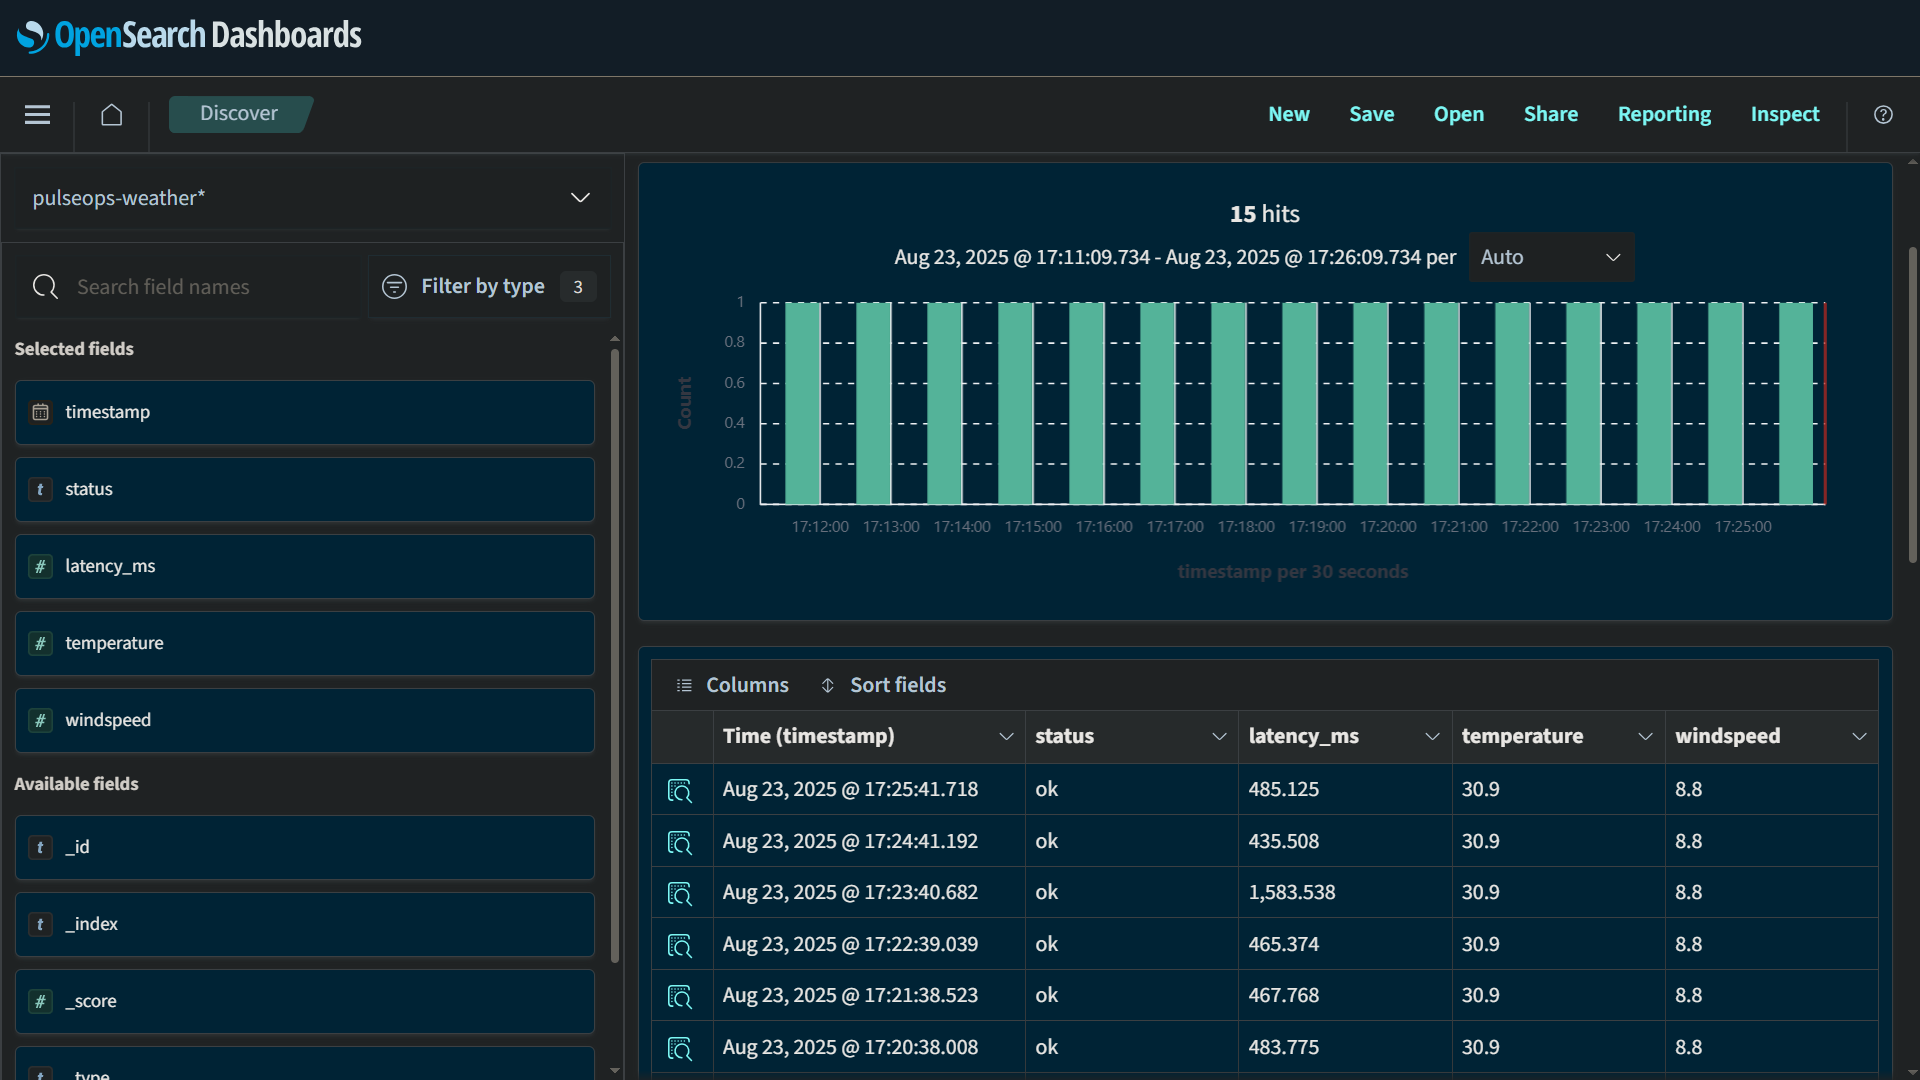 OpenSearch Dashboards
Discover
New Save Open Share Reporting Inspect
pulseops-weather*
Search field names
Filter by type 3
Selected fields
timestamp
t status
# latency_ms
# temperature
# windspeed
Available fields
t _id
t _index
# _score
t _type
15 hits
Aug 23, 2025 @ 17:11:09.734 - Aug 23, 2025 @ 17:26:09.734 per Auto
1
0.8
0.6
0.4
0.2
0
Count
17:12:00 17:13:00 17:14:00 17:15:00 17:16:00 17:17:00 17:18:00 17:19:00 17:20:00 17:21:00 17:22:00 17:23:00 17:24:00 17:25:00
timestamp per 30 seconds
Columns Sort fields
Time (timestamp) status latency_ms temperature windspeed
Aug 23, 2025 @ 17:25:41.718 ok 485.125 30.9 8.8
Aug 23, 2025 @ 17:24:41.192 ok 435.508 30.9 8.8
Aug 23, 2025 @ 17:23:40.682 ok 1,583.538 30.9 8.8
Aug 23, 2025 @ 17:22:39.039 ok 465.374 30.9 8.8
Aug 23, 2025 @ 17:21:38.523 ok 467.768 30.9 8.8
Aug 23, 2025 @ 17:20:38.008 ok 483.775 30.9 8.8